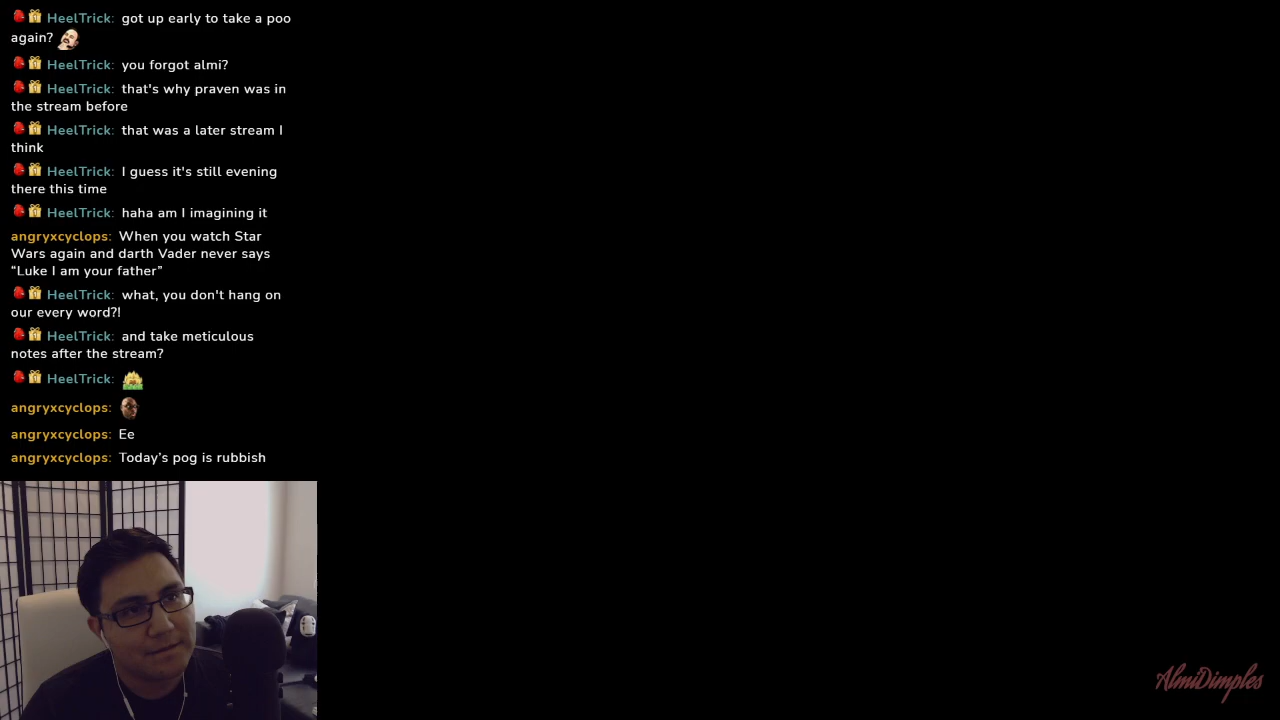 HeelTrick: got up early to take a poo
again?
HeelTrick: you forgot almi?
HeelTrick: that's why praven was in
the stream before
HeelTrick: that was a later stream I
think
HeelTrick: I guess it's still evening
there this time
HeelTrick: haha am I imagining it
angryxcyclops: When you watch Star
Wars again and darth Vader never says
“Luke I am your father”
HeelTrick: what, you don't hang on
our every word?!
HeelTrick: and take meticulous
notes after the stream?
HeelTrick:
angryxcyclops:
angryxcyclops: Ee
angryxcyclops: Today’s pog is rubbish
AlmiDimples